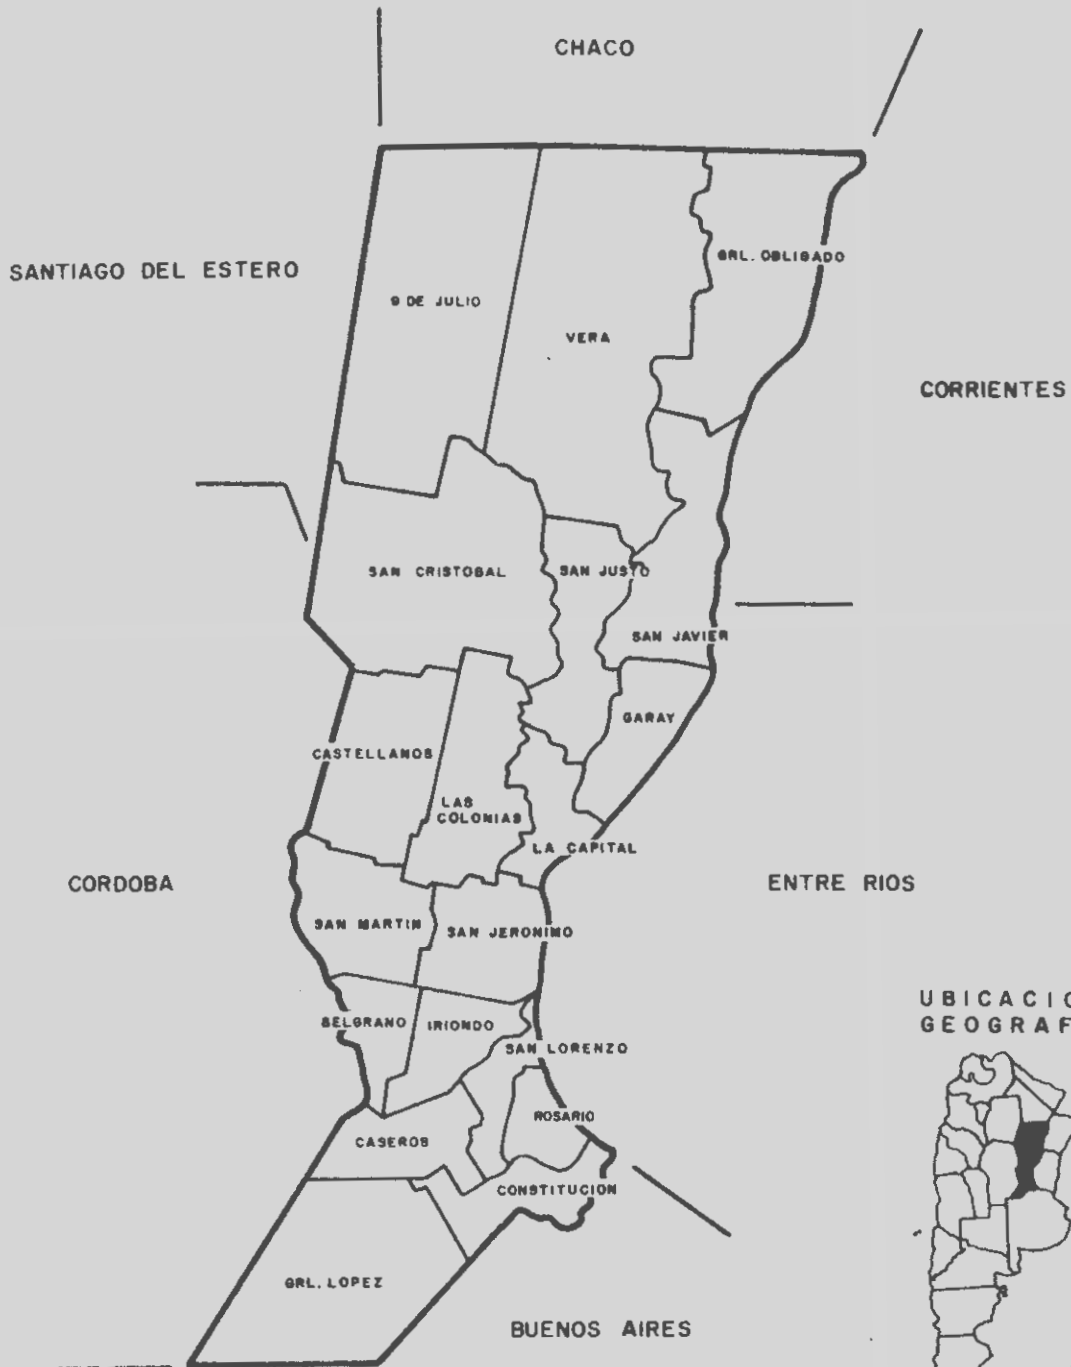 CHACO
SANTIAGO DEL ESTERO
GRL. OBLIGADO
9 DE JULIO
VERA
CORRIENTES
SAN CRISTOBAL
SAN JUSTO
SAN JAVIER
GARAY
CASTELLANOS
LAS
COLONIAS
LA CAPITAL
CORDOBA
ENTRE RIOS
SAN MARTIN
SAN JERONIMO
UBICACIO
GEOGRAF
BELGRANO
IRIONDO
SAN LORENZO
ROSARIO
CASEROS
CONSTITUCION
GRL. LOPEZ
BUENOS AIRES